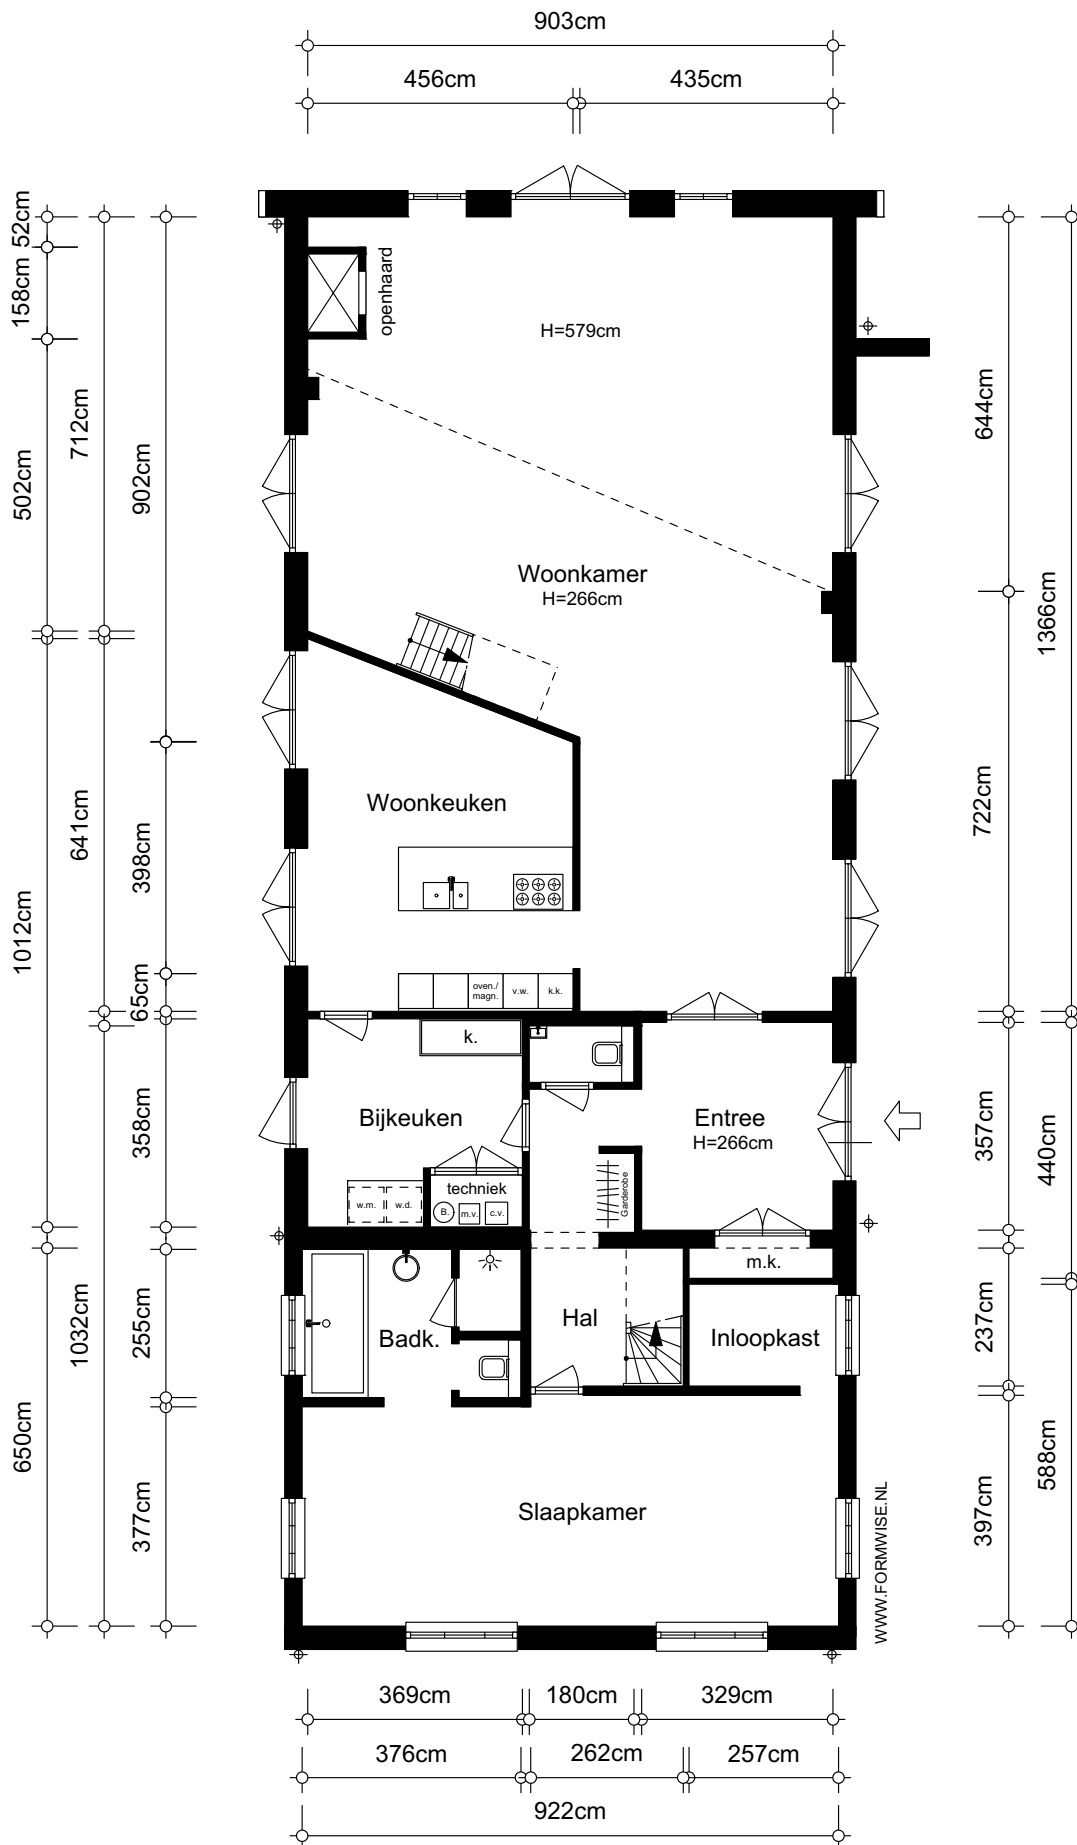 903cm
456cm
435cm
52cm
158cm
502cm
1012cm
650cm
712cm
641cm
1032cm
902cm
398cm
65cm
358cm
255cm
377cm
openhaard
H=579cm
Woonkamer
H=266cm
Woonkeuken
oven./
magn.
v.w.
k.k.
k.
Bijkeuken
Entree
H=266cm
techniek
w.m.
w.d.
B.
m.v.
c.v.
Garderobe
m.k.
Hal
Badk.
Inloopkast
Slaapkamer
WWW.FORMWISE.NL
644cm
722cm
357cm
237cm
397cm
1366cm
440cm
588cm
369cm
180cm
329cm
376cm
262cm
257cm
922cm